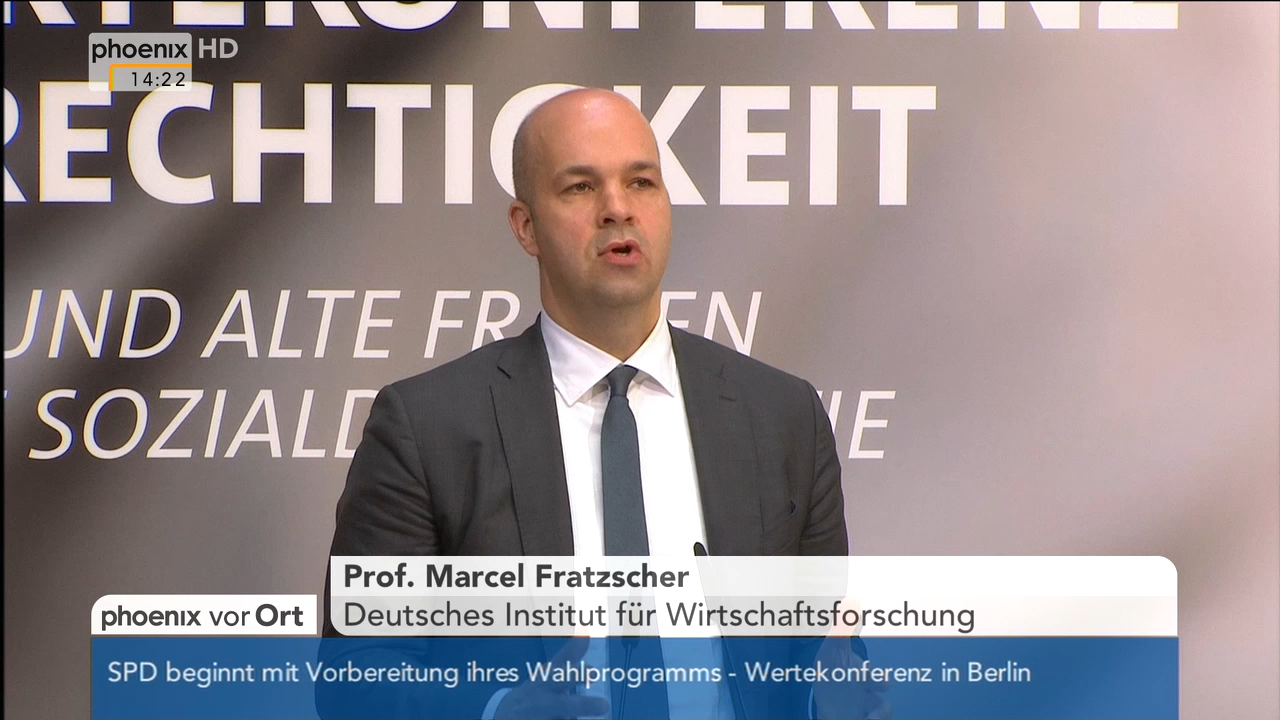 RTERKONFERENZ
phoenix HD
14:22
RECHTIGKEIT
UND ALTE FR EN
SOZIALD IE
Prof. Marcel Fratzscher
phoenix vor Ort
Deutsches Institut für Wirtschaftsforschung
SPD beginnt mit Vorbereitung ihres Wahlprogramms - Wertekonferenz in Berlin